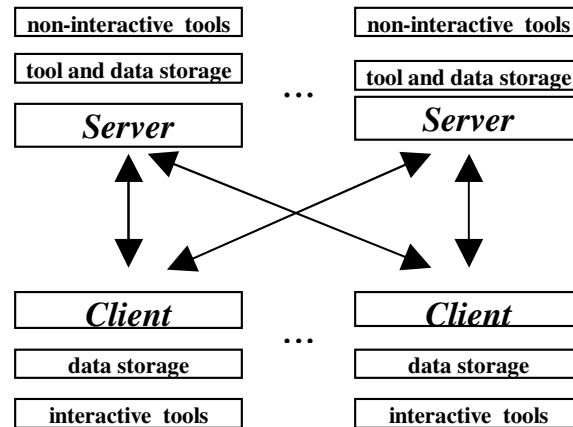 non-interactive tools
non-interactive tools
tool and data storage
tool and data storage
...
Server
Server
Client
Client
...
data storage
data storage
interactive tools
interactive tools